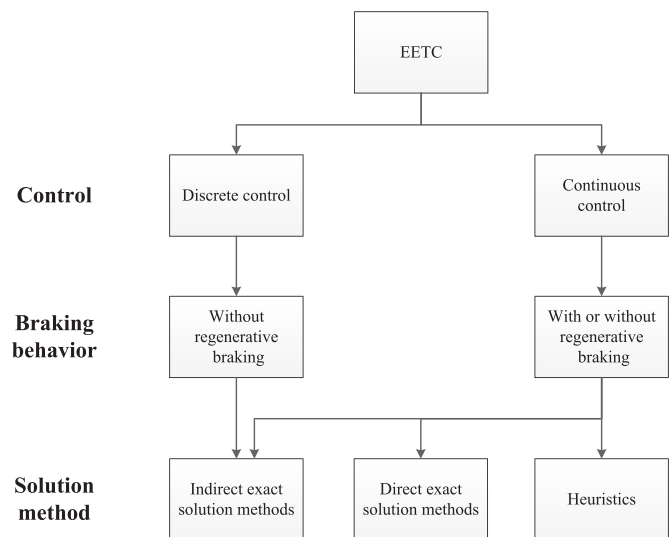 EETC
Control
Discrete control
Continuous
control
Braking
behavior
Without
regenerative
braking
With or without
regenerative
braking
Solution
method
Indirect exact
solution methods
Direct exact
solution methods
Heuristics